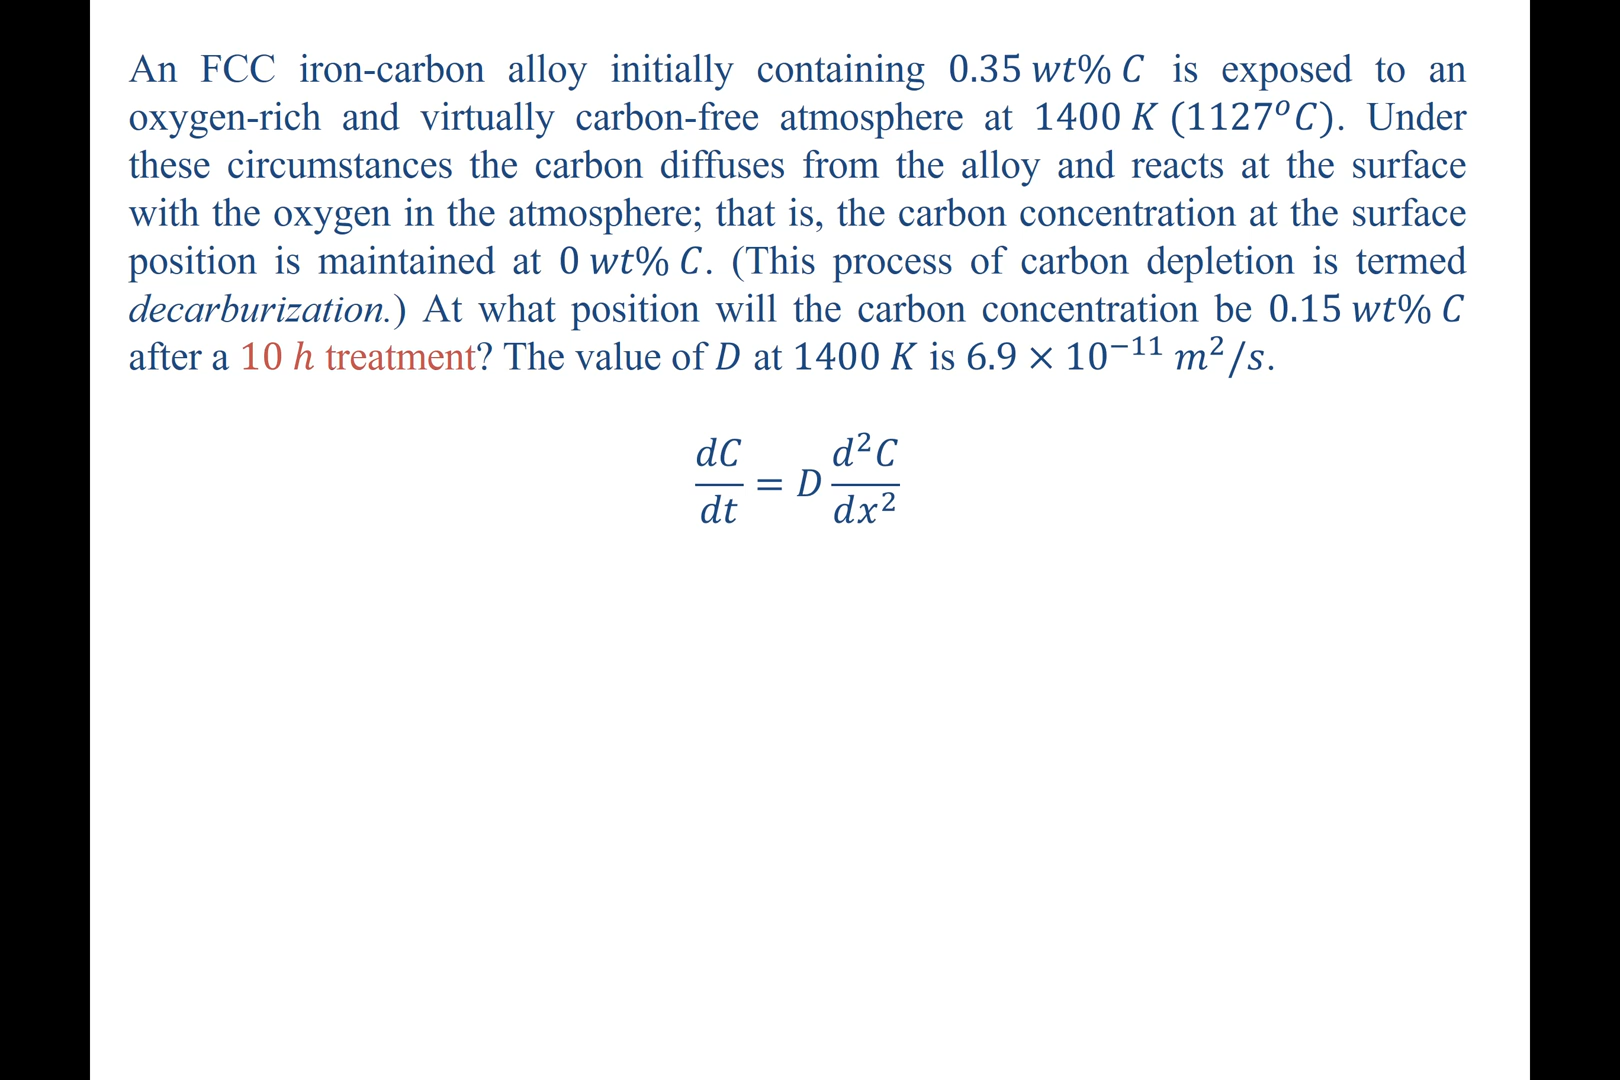 An FCC iron-carbon alloy initially containing 0.35 wt% C is exposed to an
oxygen-rich and virtually carbon-free atmosphere at 1400 K (1127°C). Under
these circumstances the carbon diffuses from the alloy and reacts at the surface
with the oxygen in the atmosphere; that is, the carbon concentration at the surface
position is maintained at 0 wt% C. (This process of carbon depletion is termed
decarburization.) At what position will the carbon concentration be 0.15 wt% C
after a 10 h treatment? The value of D at 1400 K is 6.9 × 10⁻¹¹ m²/s.
dC/dt = D d²C/dx²